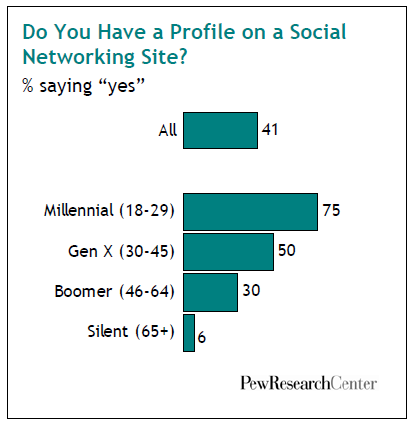 Do You Have a Profile on a Social
Networking Site?
% saying “yes”
All 41
Millennial (18-29) 75
Gen X (30-45) 50
Boomer (46-64) 30
Silent (65+) 6
PewResearchCenter